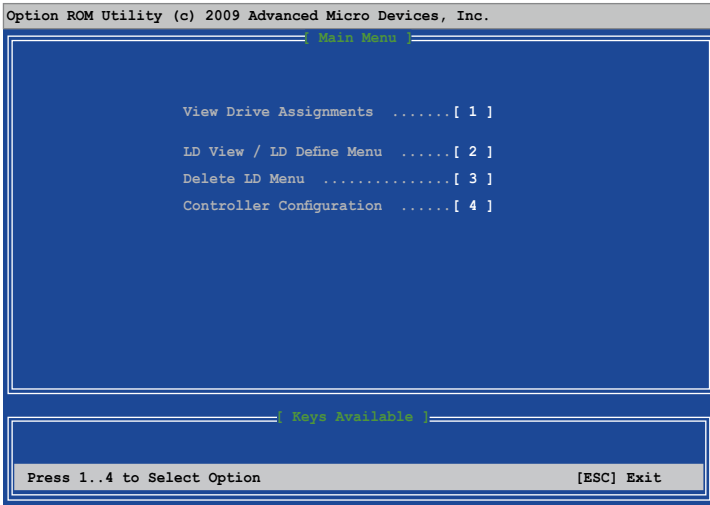 Option ROM Utility (c) 2009 Advanced Micro Devices, Inc.
[ Main Menu ]
View Drive Assignments .......[ 1 ]
LD View / LD Define Menu ......[ 2 ]
Delete LD Menu ...............[ 3 ]
Controller Configuration ......[ 4 ]
[ Keys Available ]
Press 1..4 to Select Option [ESC] Exit